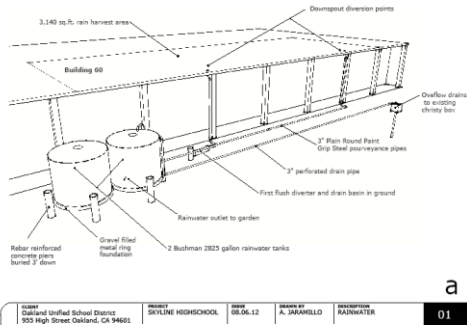 Downspout diversion points
3,140 sq.ft. rain harvest area
Building 60
Oveflow drains
to existing
christy box
3" Plain Round Paint
Grip Steel pourveyance pipes
3" perforated drain pipe
First flush diverter and drain basin in ground
Rainwater outlet to garden
Rebar reinforced
concrete piers
buried 3' down
Gravel filled
metal ring
foundation
2 Bushman 2825 gallon rainwater tanks
a
CLIENT
Oakland Unified School District
955 High Street Oakland, CA 94601
PROJECT
SKYLINE HIGHSCHOOL
ISSUE
08.06.12
DRAWN BY
A. JARAMILLO
DESCRIPTION
RAINWATER
01